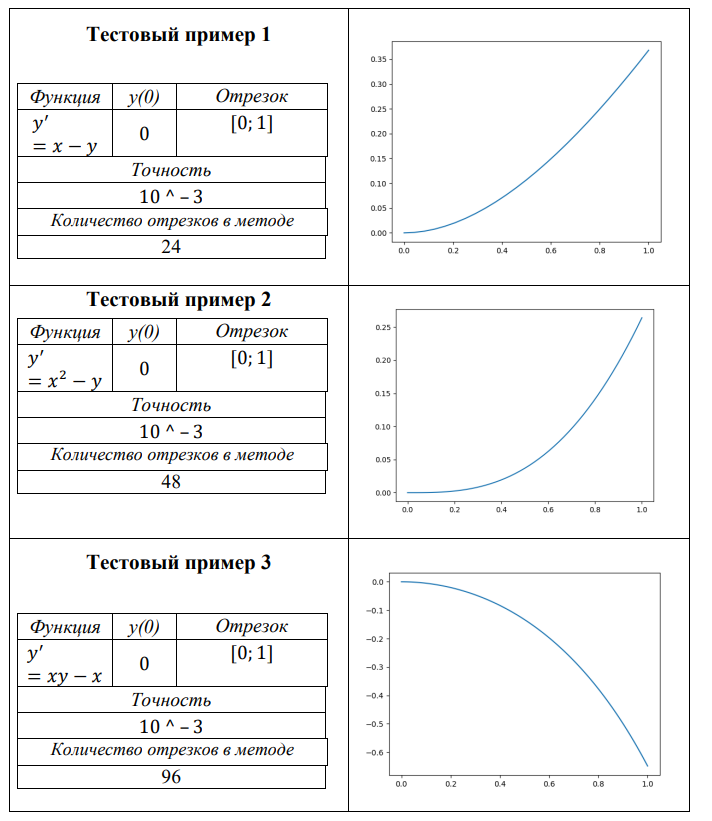 Тестовый пример 1
Функция y(0) Отрезок
y′
= x − y
0
[0; 1]
Точность
10 ^ – 3
Количество отрезков в методе
24
0.35
0.30
0.25
0.20
0.15
0.10
0.05
0.00
0.0 0.2 0.4 0.6 0.8 1.0
Тестовый пример 2
Функция y(0) Отрезок
y′
= x² − y
0
[0; 1]
Точность
10 ^ – 3
Количество отрезков в методе
48
0.25
0.20
0.15
0.10
0.05
0.00
0.0 0.2 0.4 0.6 0.8 1.0
Тестовый пример 3
Функция y(0) Отрезок
y′
= xy − x
0
[0; 1]
Точность
10 ^ – 3
Количество отрезков в методе
96
0.0
−0.1
−0.2
−0.3
−0.4
−0.5
−0.6
0.0 0.2 0.4 0.6 0.8 1.0